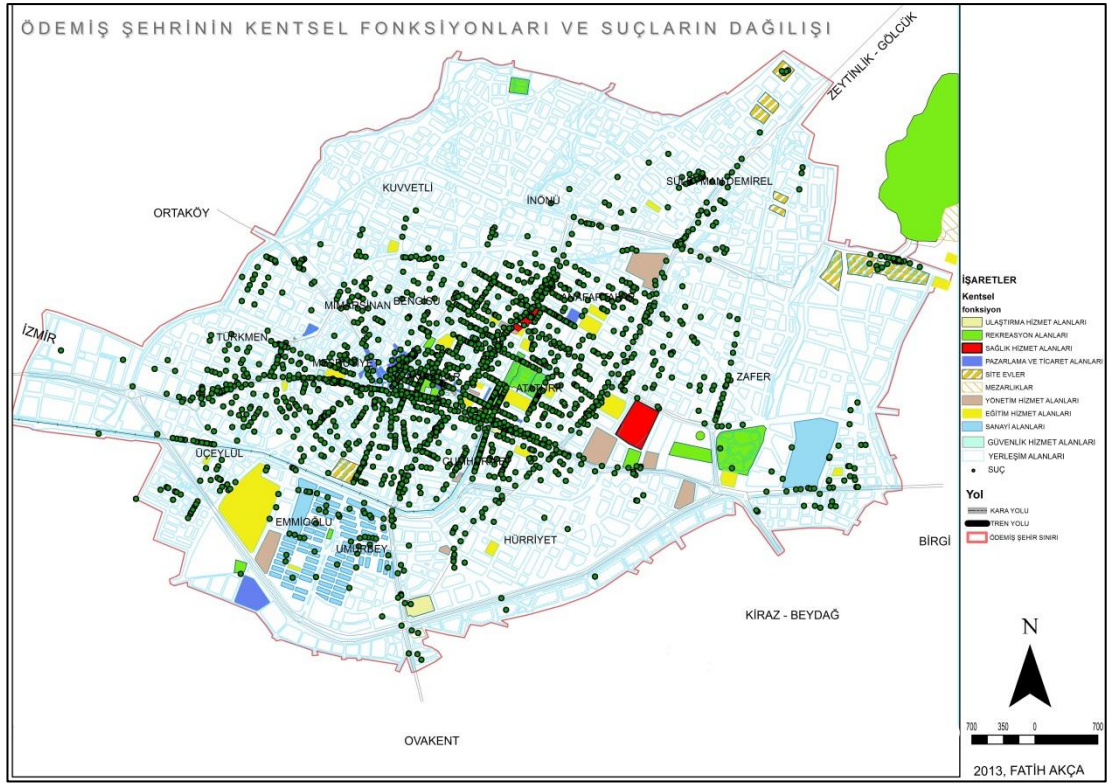 ÖDEMİŞ ŞEHRİNİN KENTSEL FONKSİYONLARI VE SUÇLARIN DAĞILIŞI
ZEYTİNLİK - GÖLCÜK
SÜLEYMAN DEMİREL
KUVVETLİ
İNÖNÜ
ORTAKÖY
MİMARSİNAN
BENGİSU
İZMİR
TÜRKMEN
ZAFER
ATATÜRK
ÜÇEYLÜL
CUMHURİYET
EMMİOĞLU
UMURBEY
HÜRRİYET
BİRGİ
KİRAZ - BEYDAĞ
OVAKENT
İŞARETLER
Kentsel
fonksiyon
ULAŞTIRMA HİZMET ALANLARI
REKREASYON ALANLARI
SAĞLIK HİZMET ALANLARI
PAZARLAMA VE TİCARET ALANLARI
SİTE EVLER
MEZARLIKLAR
YÖNETİM HİZMET ALANLARI
EĞİTİM HİZMET ALANLARI
SANAYİ ALANLARI
GÜVENLİK HİZMET ALANLARI
YERLEŞİM ALANLARI
SUÇ
Yol
KARA YOLU
TREN YOLU
ÖDEMİŞ ŞEHİR SINIRI
N
700 350 0 700
2013, FATİH AKÇA